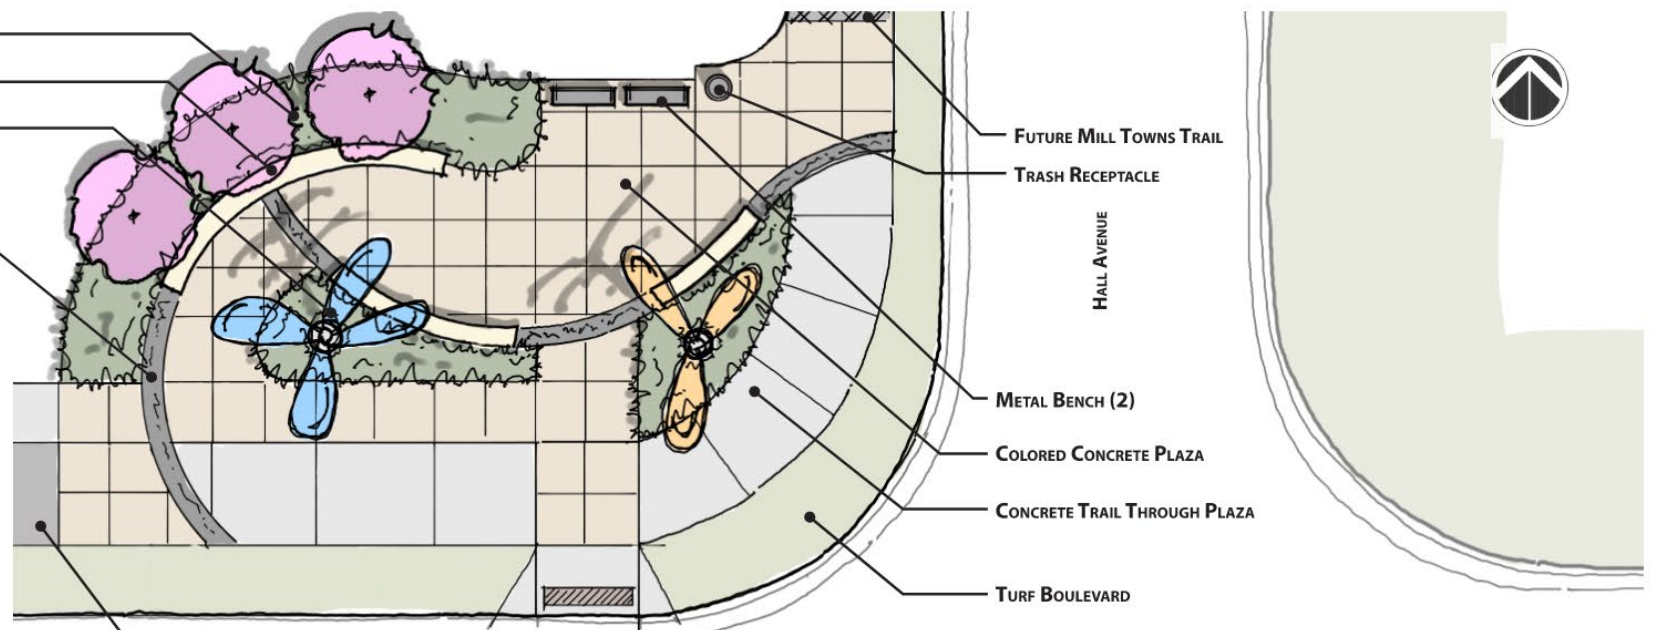 Future Mill Towns Trail
Trash Receptacle
Hall Avenue
Metal Bench (2)
Colored Concrete Plaza
Concrete Trail Through Plaza
Turf Boulevard